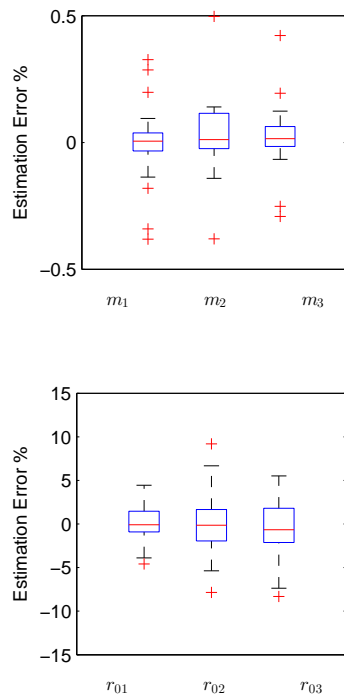 0.5
Estimation Error %
0
−0.5
m₁ m₂ m₃
15
10
5
Estimation Error %
0
−5
−10
−15
r₀₁ r₀₂ r₀₃